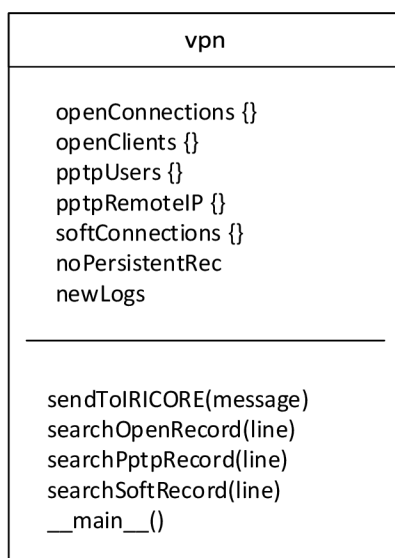 vpn
openConnections {}
openClients {}
pptpUsers {}
pptpRemoteIP {}
softConnections {}
noPersistentRec
newLogs
sendToIRICORE(message)
searchOpenRecord(line)
searchPptpRecord(line)
searchSoftRecord(line)
__main__()